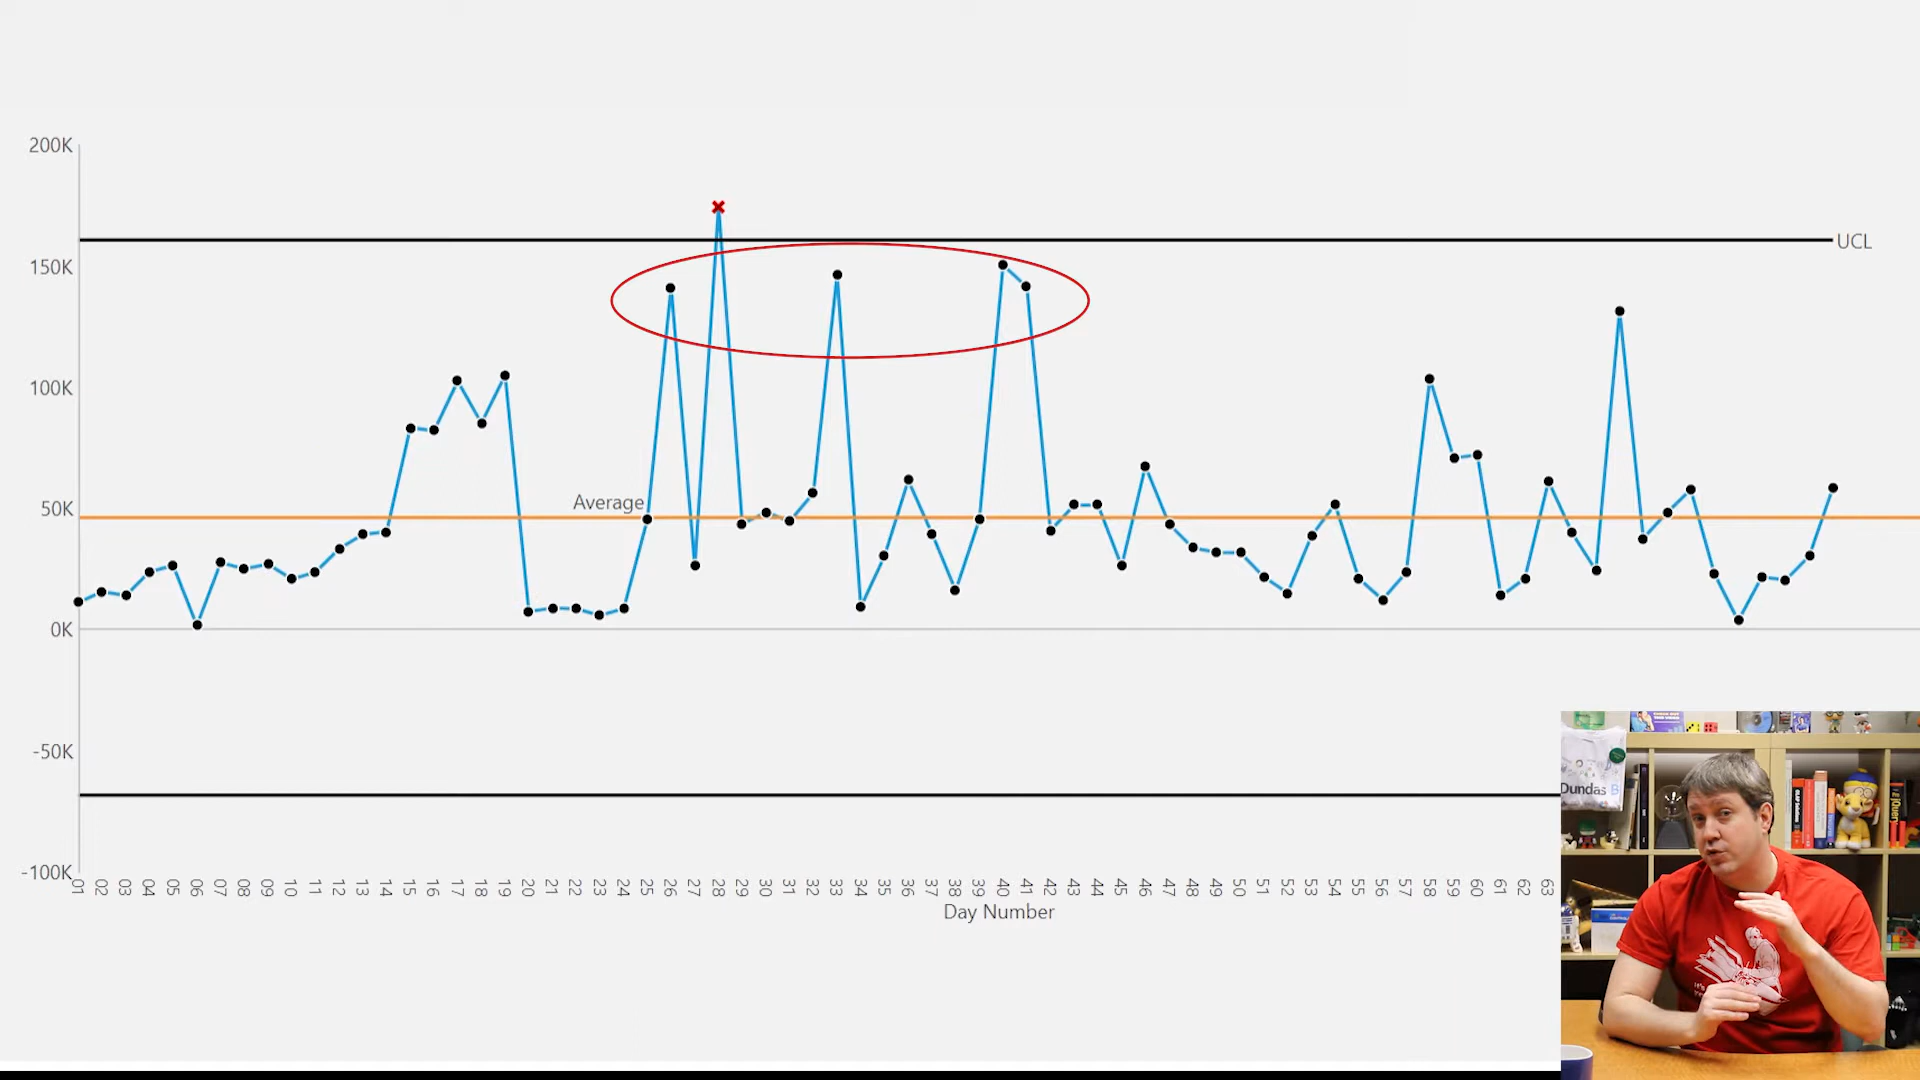 200K
UCL
150K
100K
Average
50K
0K
-50K
-100K
01 02 03 04 05 06 07 08 09 10 11 12 13 14 15 16 17 18 19 20 21 22 23 24 25 26 27 28 29 30 31 32 33 34 35 36 37 38 39 40 41 42 43 44 45 46 47 48 49 50 51 52 53 54 55 56 57 58 59 60 61 62 63
Day Number
Dundas B
jQuery